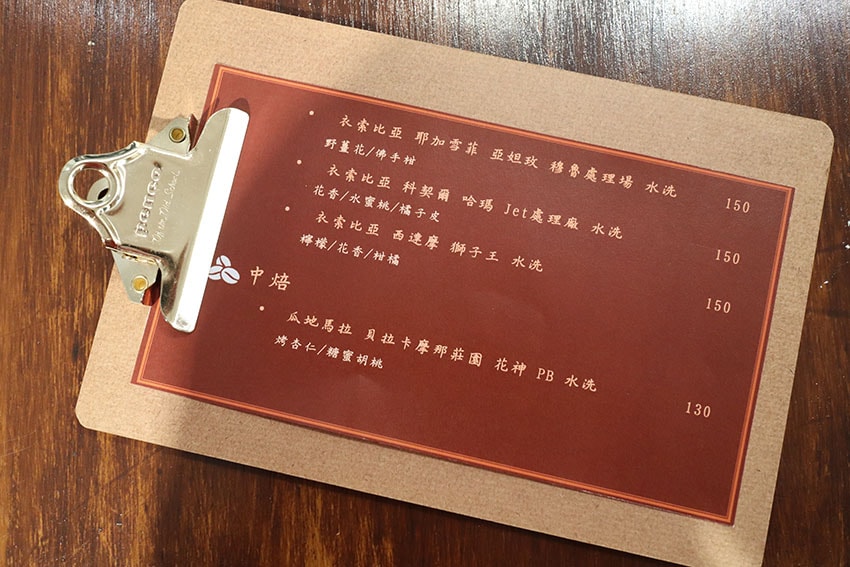 penco
衣索比亞 耶加雪菲 亞妲玫 穆魯處理場 水洗 150
野薑花/佛手柑
衣索比亞 科契爾 哈瑪 Jet處理廠 水洗 150
花香/水蜜桃/橘子皮
衣索比亞 西達摩 獅子王 水洗 150
檸檬/花香/柑橘
中焙
瓜地馬拉 貝拉卡摩那莊園 花神 PB 水洗 130
烤杏仁/糖蜜胡桃